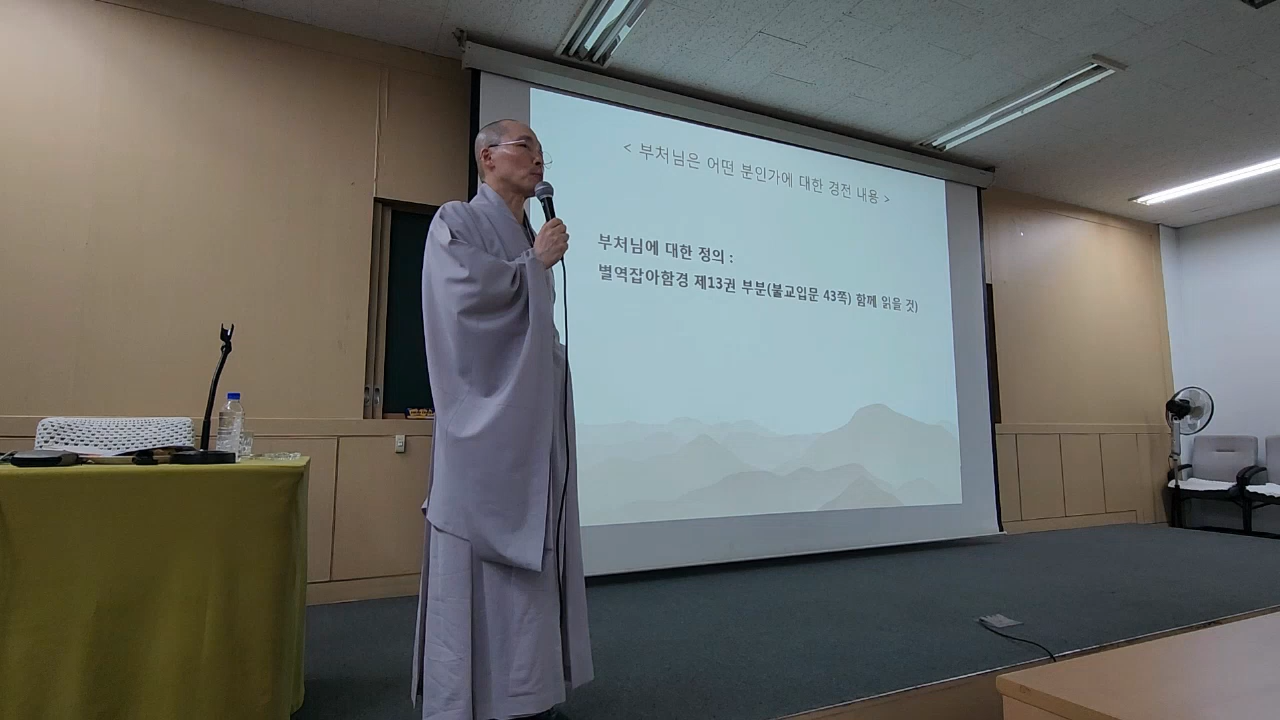 < 부처님은 어떤 분인가에 대한 경전 내용 >
부처님에 대한 정의 :
별역잡아함경 제13권 부분(불교입문 43쪽) 함께 읽을 것)